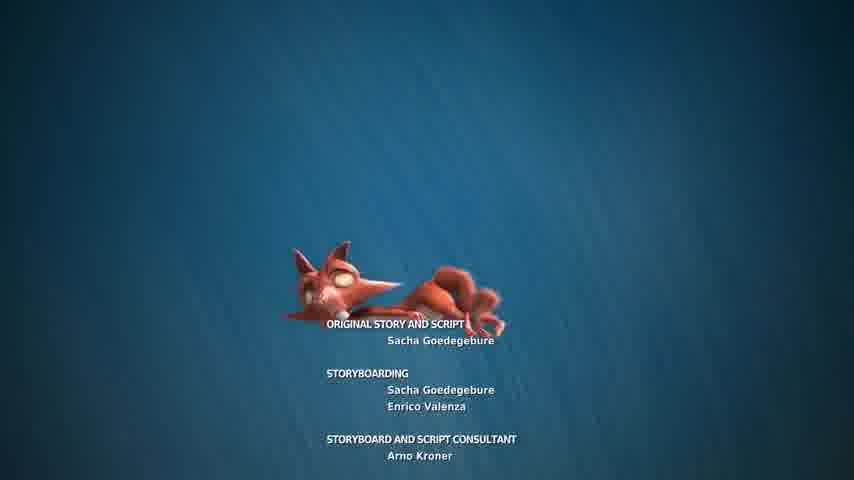 ORIGINAL STORY AND SCRIPT
Sacha Goedegebure
STORYBOARDING
Sacha Goedegebure
Enrico Valenza
STORYBOARD AND SCRIPT CONSULTANT
Arno Kroner